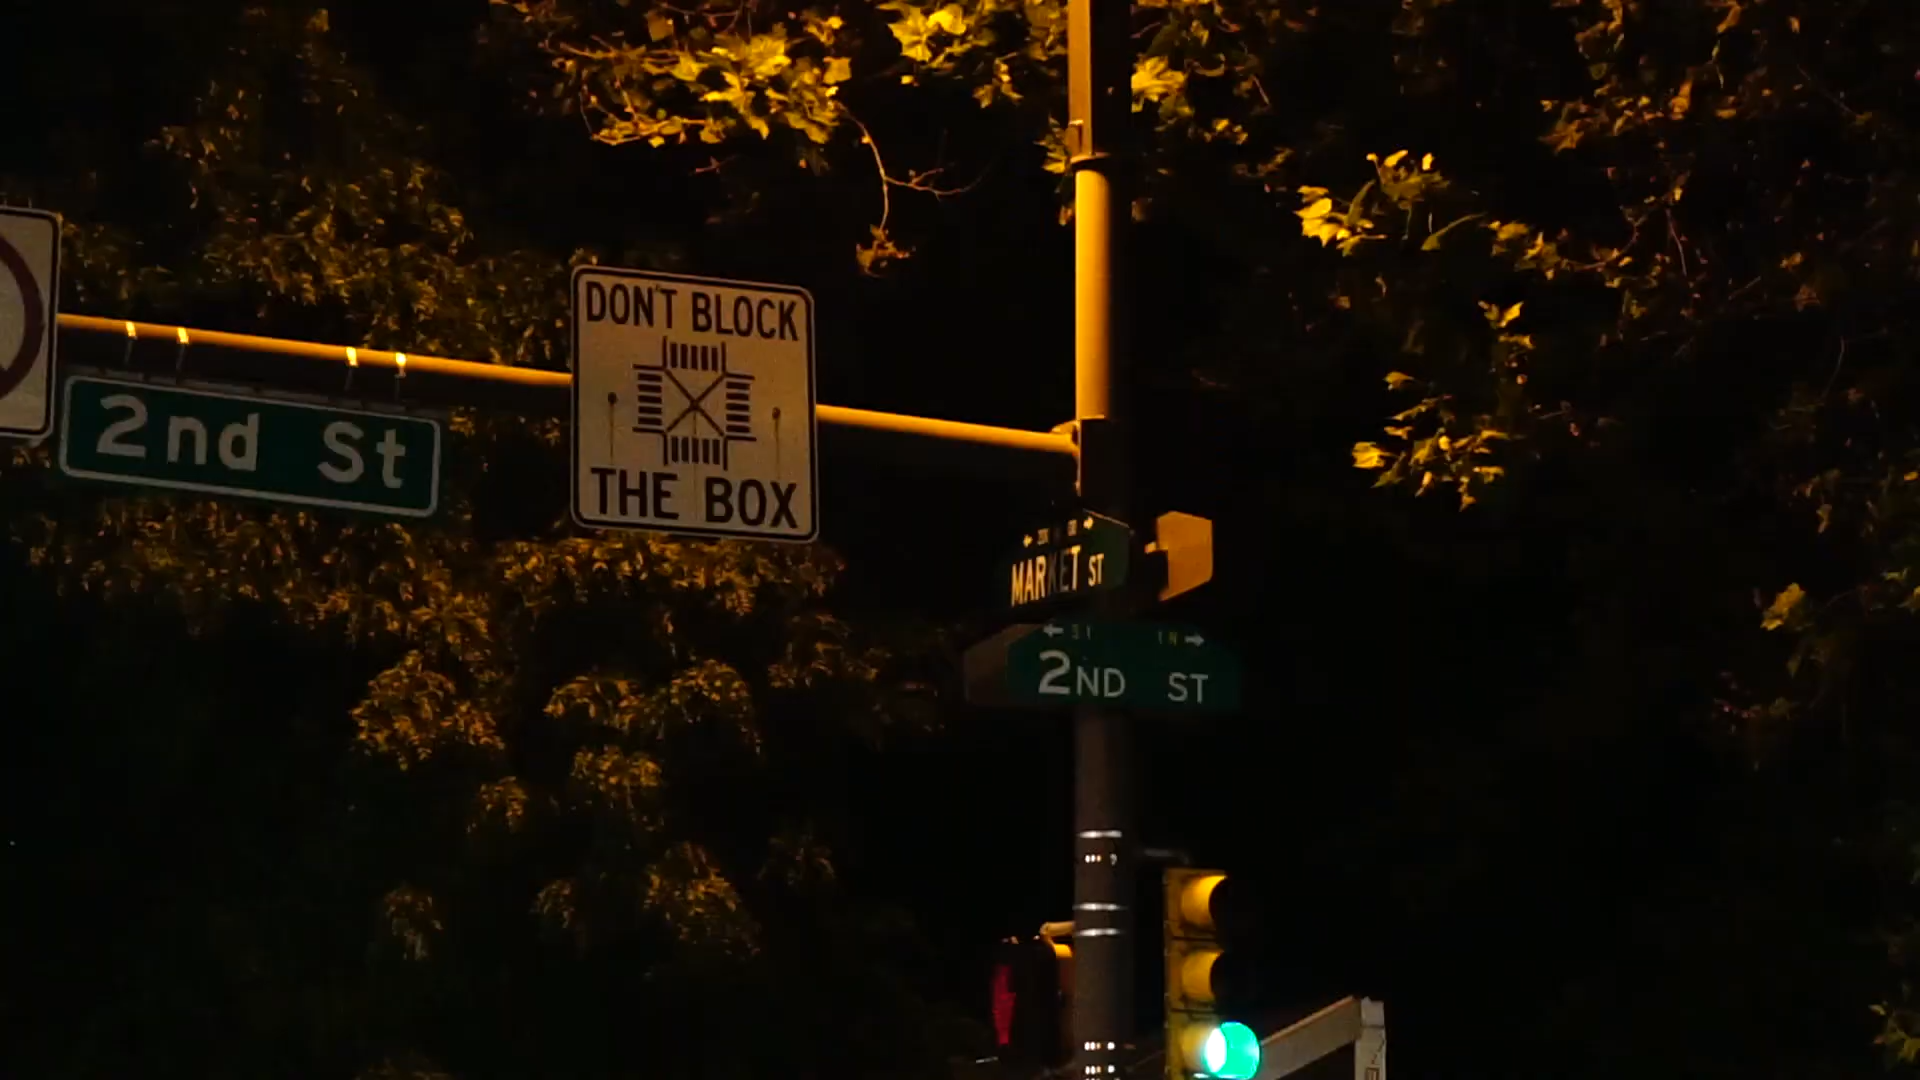 2nd St
DON'T BLOCK
THE BOX
MARKET ST
2ND ST